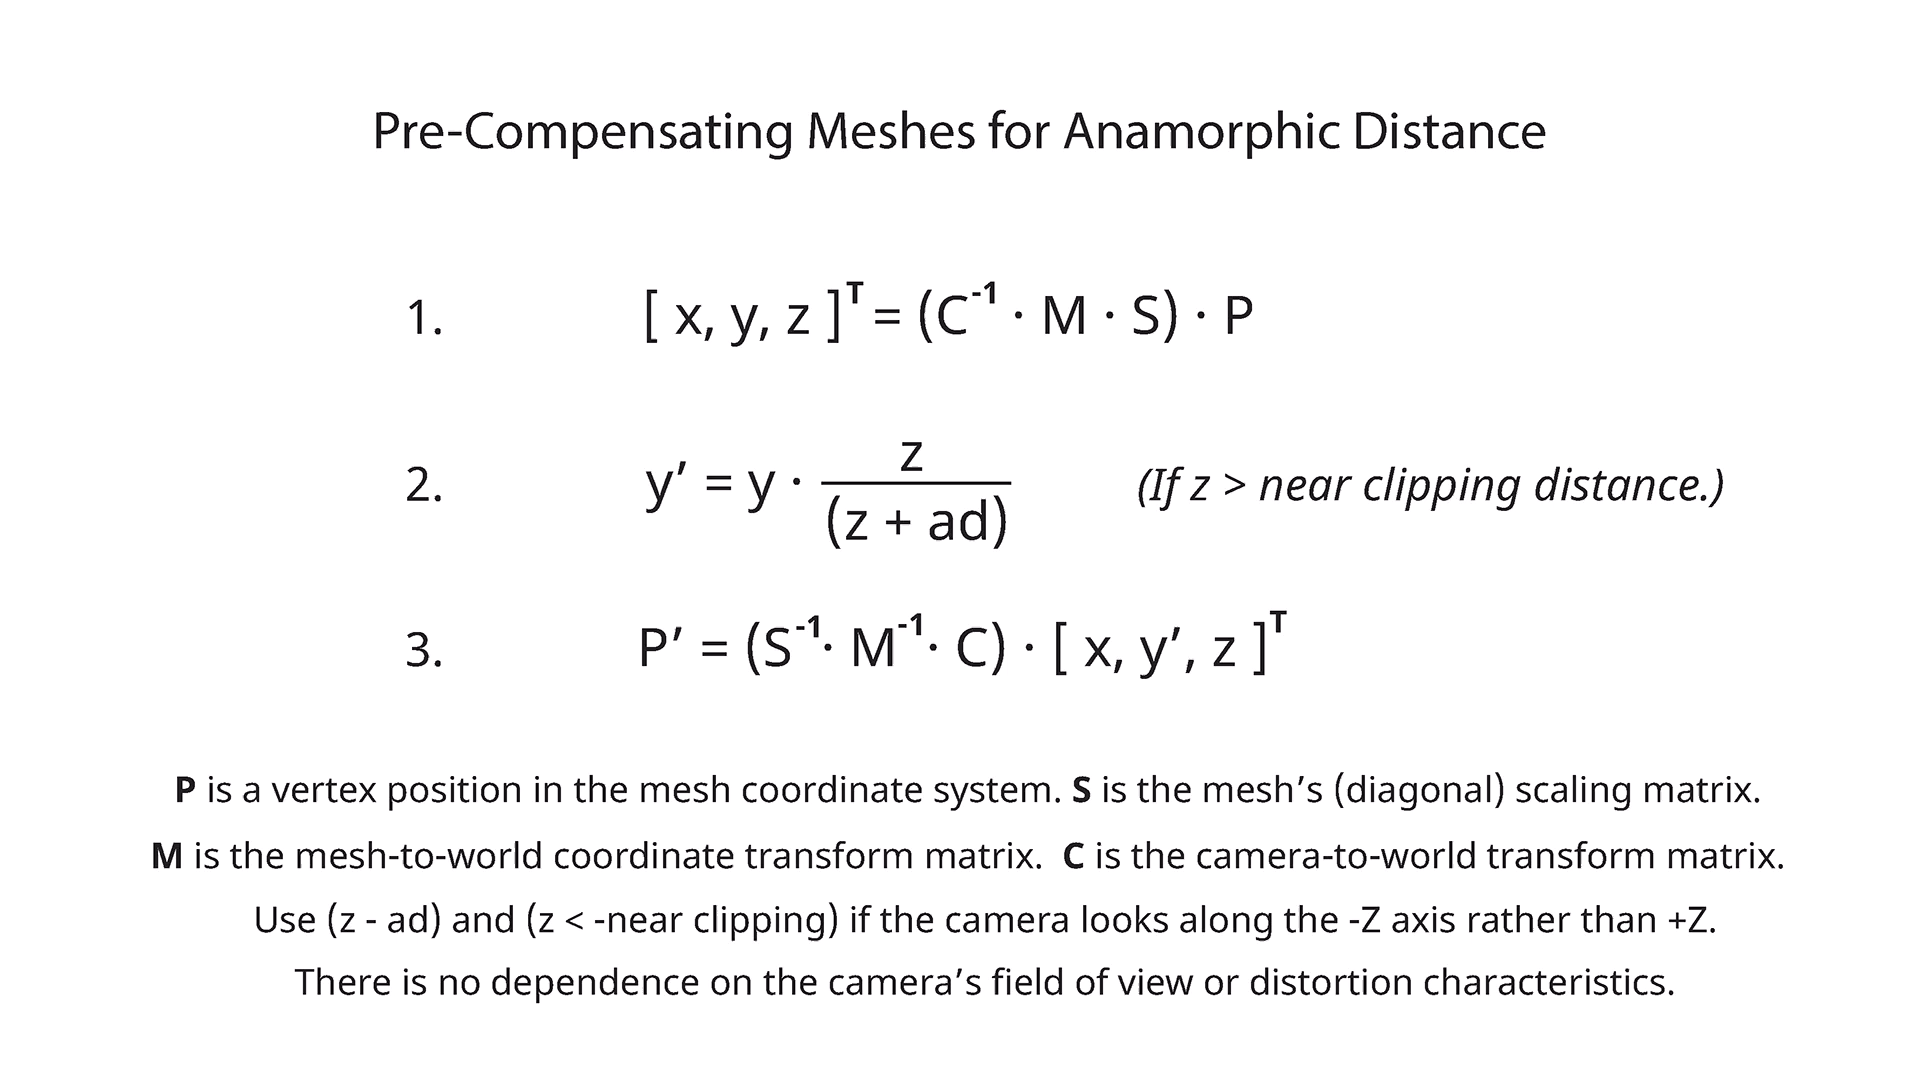 Pre-Compensating Meshes for Anamorphic Distance
1. [ x, y, z ]ᵀ = (C⁻¹ · M · S) · P
2. y’ = y · z / (z + ad) (If z > near clipping distance.)
3. P’ = (S⁻¹· M⁻¹· C) · [ x, y’, z ]ᵀ
P is a vertex position in the mesh coordinate system. S is the mesh’s (diagonal) scaling matrix.
M is the mesh-to-world coordinate transform matrix. C is the camera-to-world transform matrix.
Use (z - ad) and (z < -near clipping) if the camera looks along the -Z axis rather than +Z.
There is no dependence on the camera’s field of view or distortion characteristics.